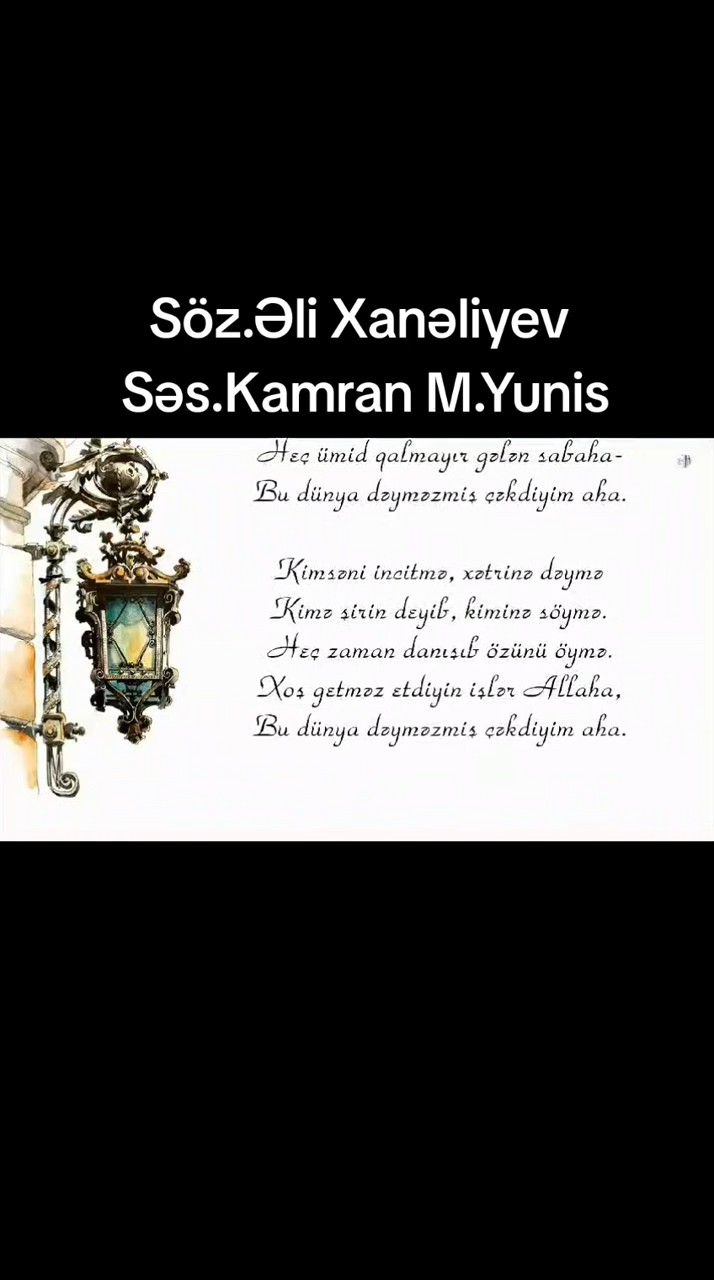 Söz.Əli Xanəliyev
Səs.Kamran M.Yunis
Heç ümid qalmayır gələn sabaha-
Bu dünya dəyməzmiş çəkdiyim aha.
Kimsəni incitmə, xətrinə dəymə
Kimə şirin deyib, kiminə söymə.
Heç zaman danışıb özünü öymə.
Xoş getməz etdiyin işlər Allaha,
Bu dünya dəyməzmiş çəkdiyim aha.